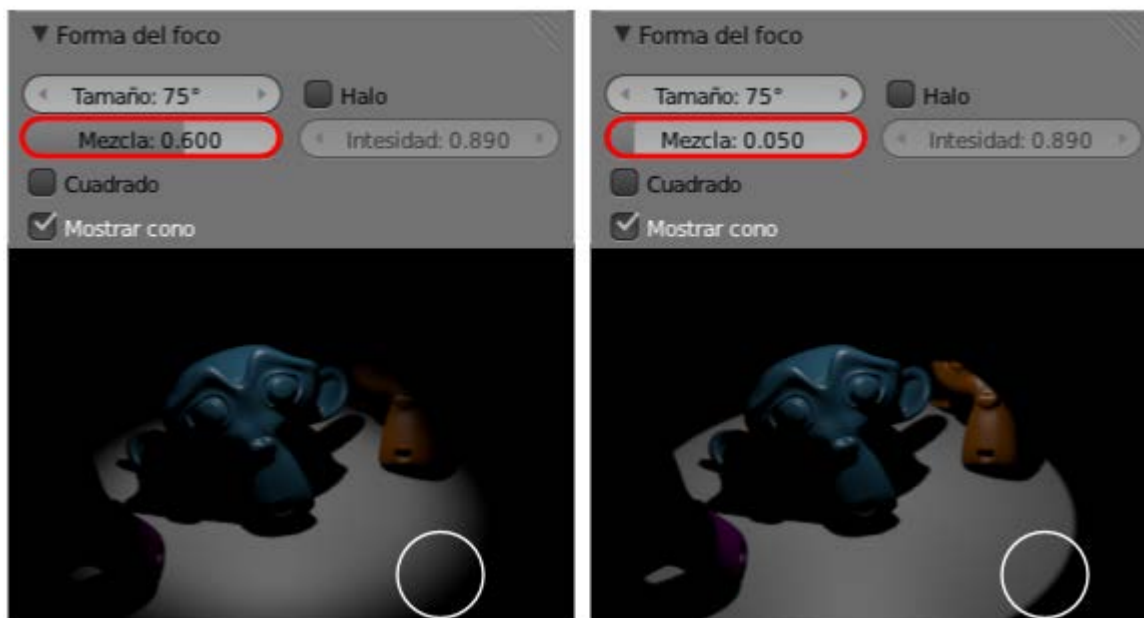 Forma del foco
Tamaño: 75°
Halo
Mezcla: 0.600
Intesidad: 0.890
Cuadrado
Mostrar cono
Forma del foco
Tamaño: 75°
Halo
Mezcla: 0.050
Intesidad: 0.890
Cuadrado
Mostrar cono